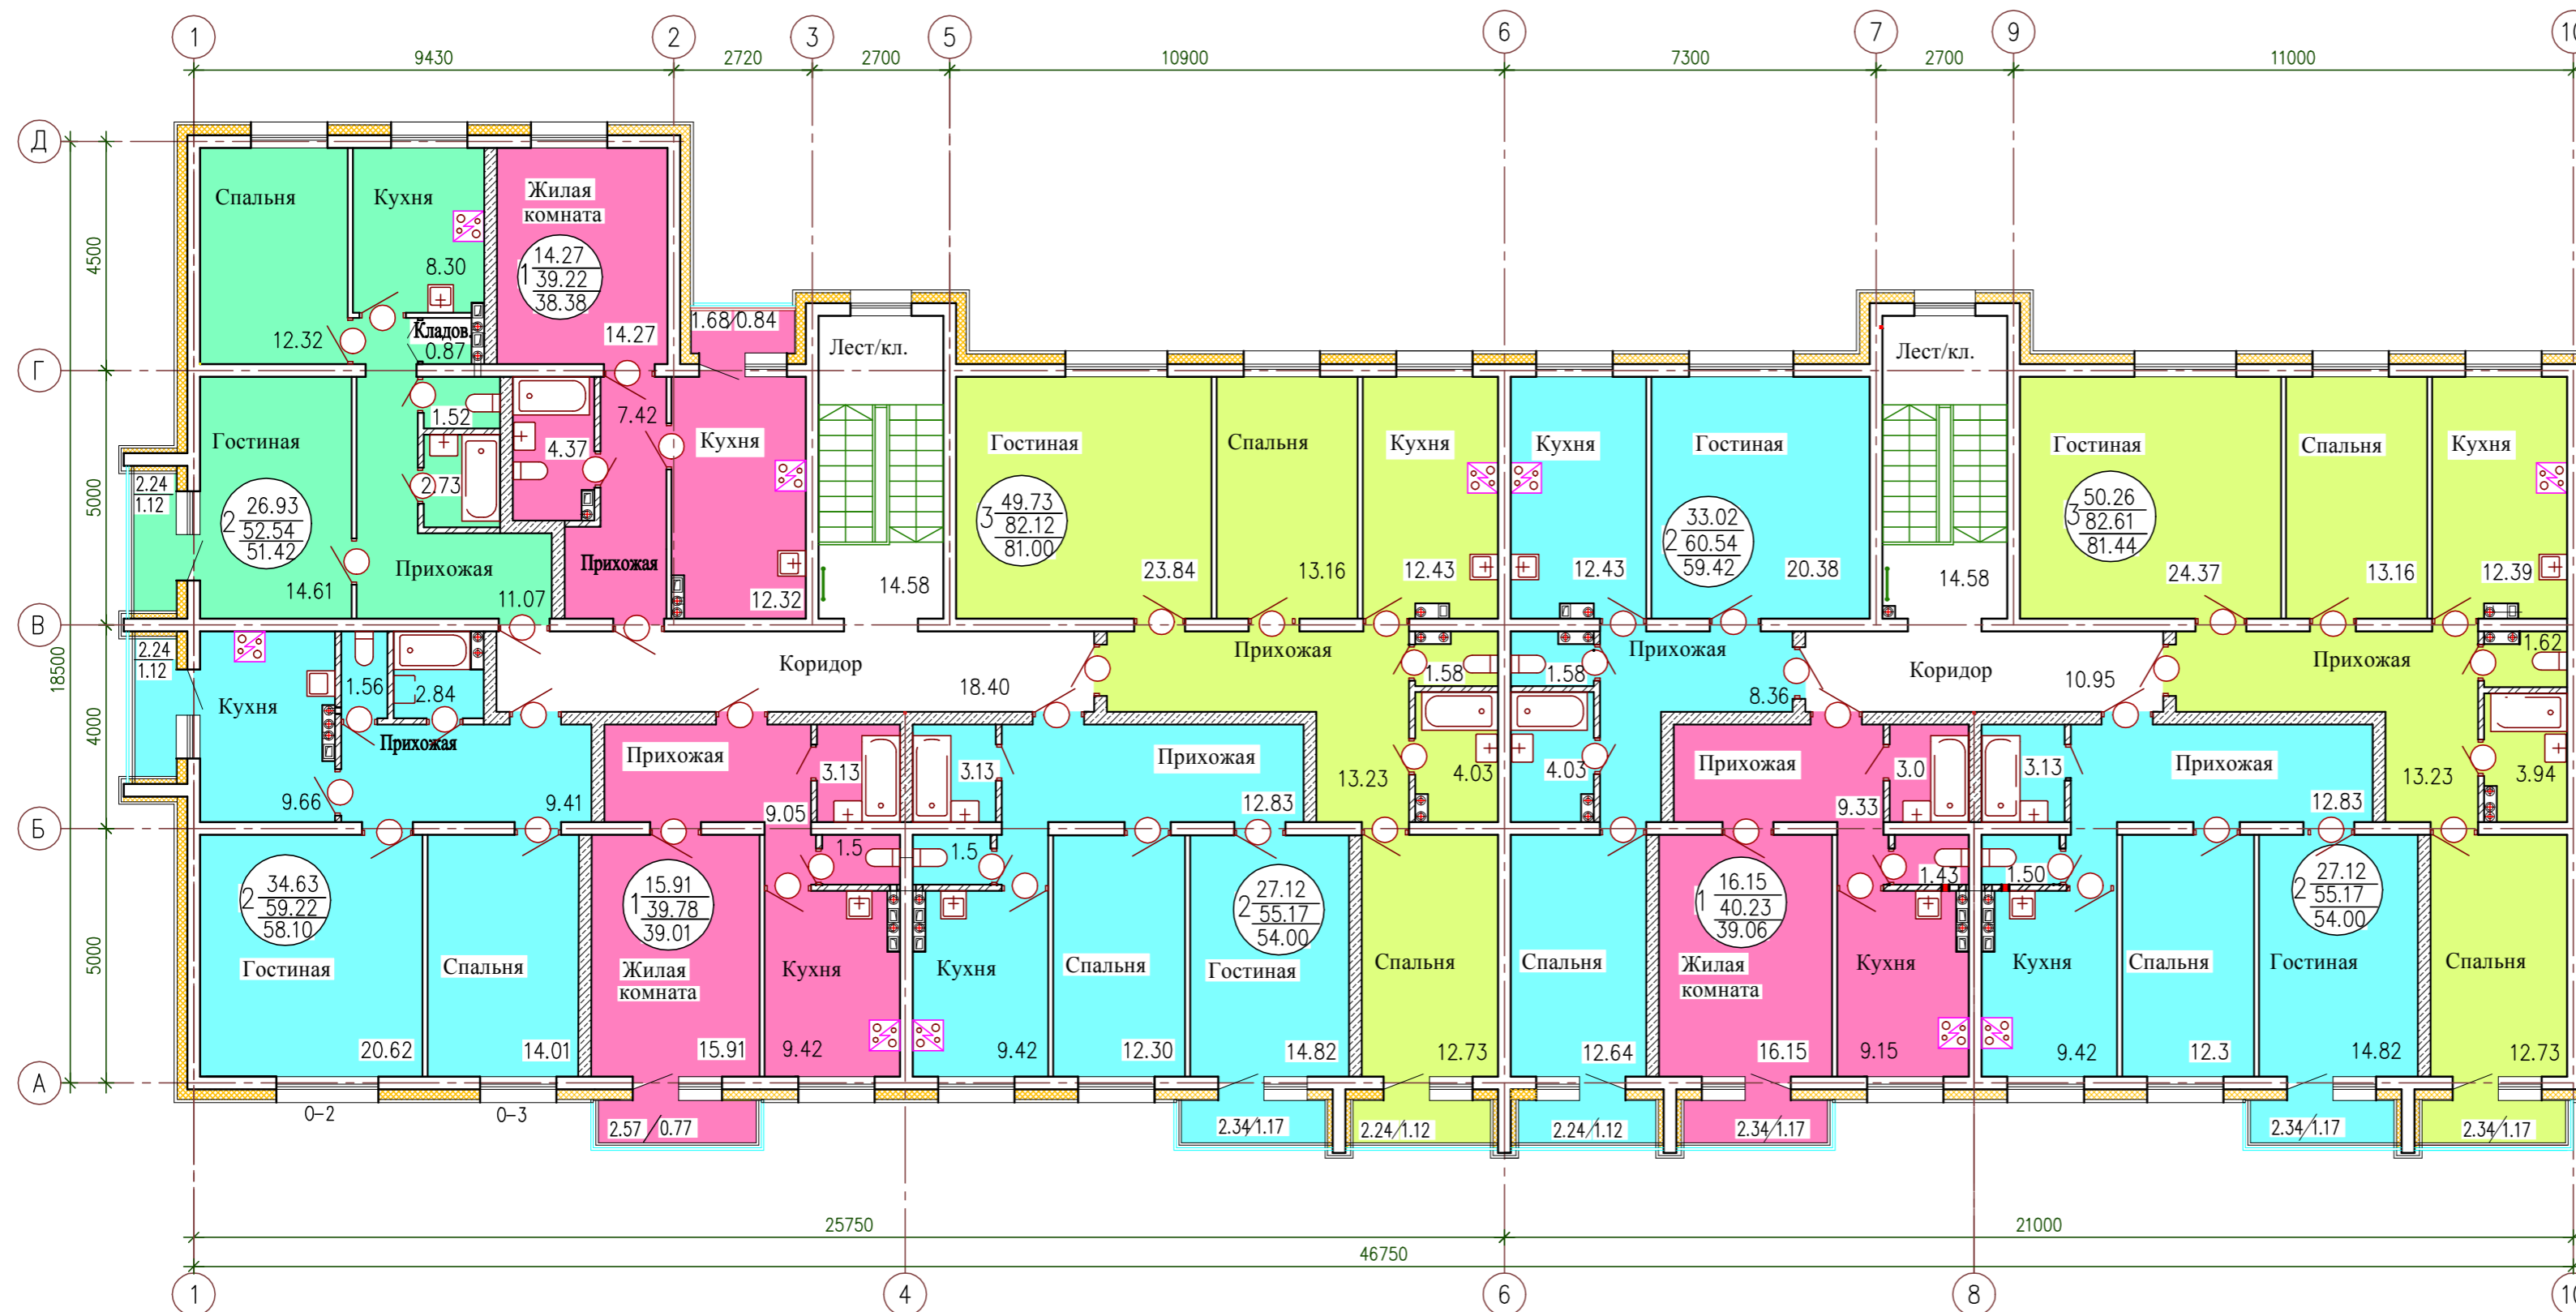 1 2 3 5 6 7 9 10
9430 2720 2700 10900 7300 2700 11000
Д
4500
Спальня
12.32
Кухня
8.30
Кладов.
0.87
Жилая
комната
1
14.27
39.22
38.38
14.27
1.68/0.84
Лест/кл.
14.58
Лест/кл.
14.58
Г
5000
Гостиная
2
26.93
52.54
51.42
14.61
2.24
1.12
1.52
2.73
Прихожая
11.07
4.37
7.42
Прихожая
Кухня
12.32
Гостиная
3
49.73
82.12
81.00
23.84
Спальня
13.16
Кухня
12.43
Кухня
12.43
Гостиная
2
33.02
60.54
59.42
20.38
Гостиная
3
50.26
82.61
81.44
24.37
Спальня
13.16
Кухня
12.39
В
18500
4000
2.24
1.12
Кухня
9.66
1.56
2.84
Прихожая
9.41
Коридор
18.40
Прихожая
9.05
3.13
3.13
Прихожая
12.83
Прихожая
13.23
1.58
4.03
1.58
4.03
Прихожая
8.36
Коридор
10.95
Прихожая
9.33
3.0
3.13
Прихожая
12.83
Прихожая
13.23
1.62
3.94
Б
5000
2
34.63
59.22
58.10
Гостиная
20.62
Спальня
14.01
1
15.91
39.78
39.01
Жилая
комната
15.91
1.5
Кухня
9.42
1.5
Кухня
9.42
Спальня
12.30
2
27.12
55.17
54.00
Гостиная
14.82
Спальня
12.73
Спальня
12.64
1
16.15
40.23
39.06
Жилая
комната
16.15
1.43
Кухня
9.15
1.50
Кухня
9.42
Спальня
12.3
2
27.12
55.17
54.00
Гостиная
14.82
Спальня
12.73
А
О-2 О-3
2.57/0.77
2.34/1.17
2.24/1.12
2.24/1.12
2.34/1.17
2.34/1.17
2.34/1.17
25750 21000
46750
1 4 6 8 10